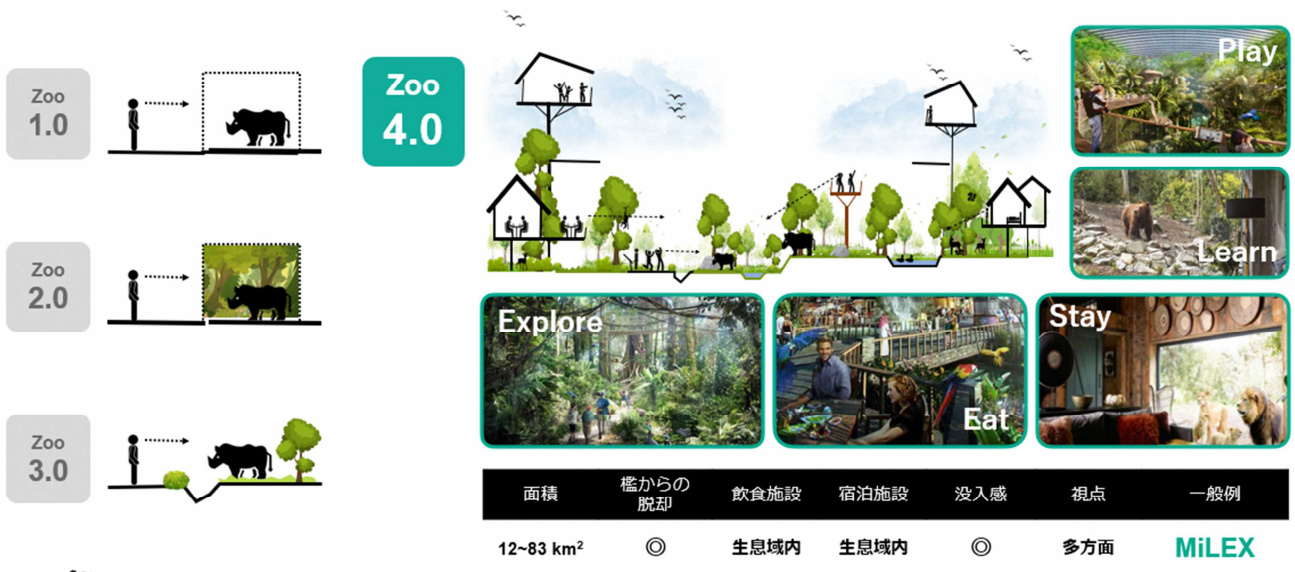 Zoo
1.0
Zoo
2.0
Zoo
3.0
Zoo
4.0
Play
Learn
Explore
Eat
Stay
面積 檻からの脱却 飲食施設 宿泊施設 没入感 視点 一般例
12~83 km² ◎ 生息域内 生息域内 ◎ 多方面 MiLEX